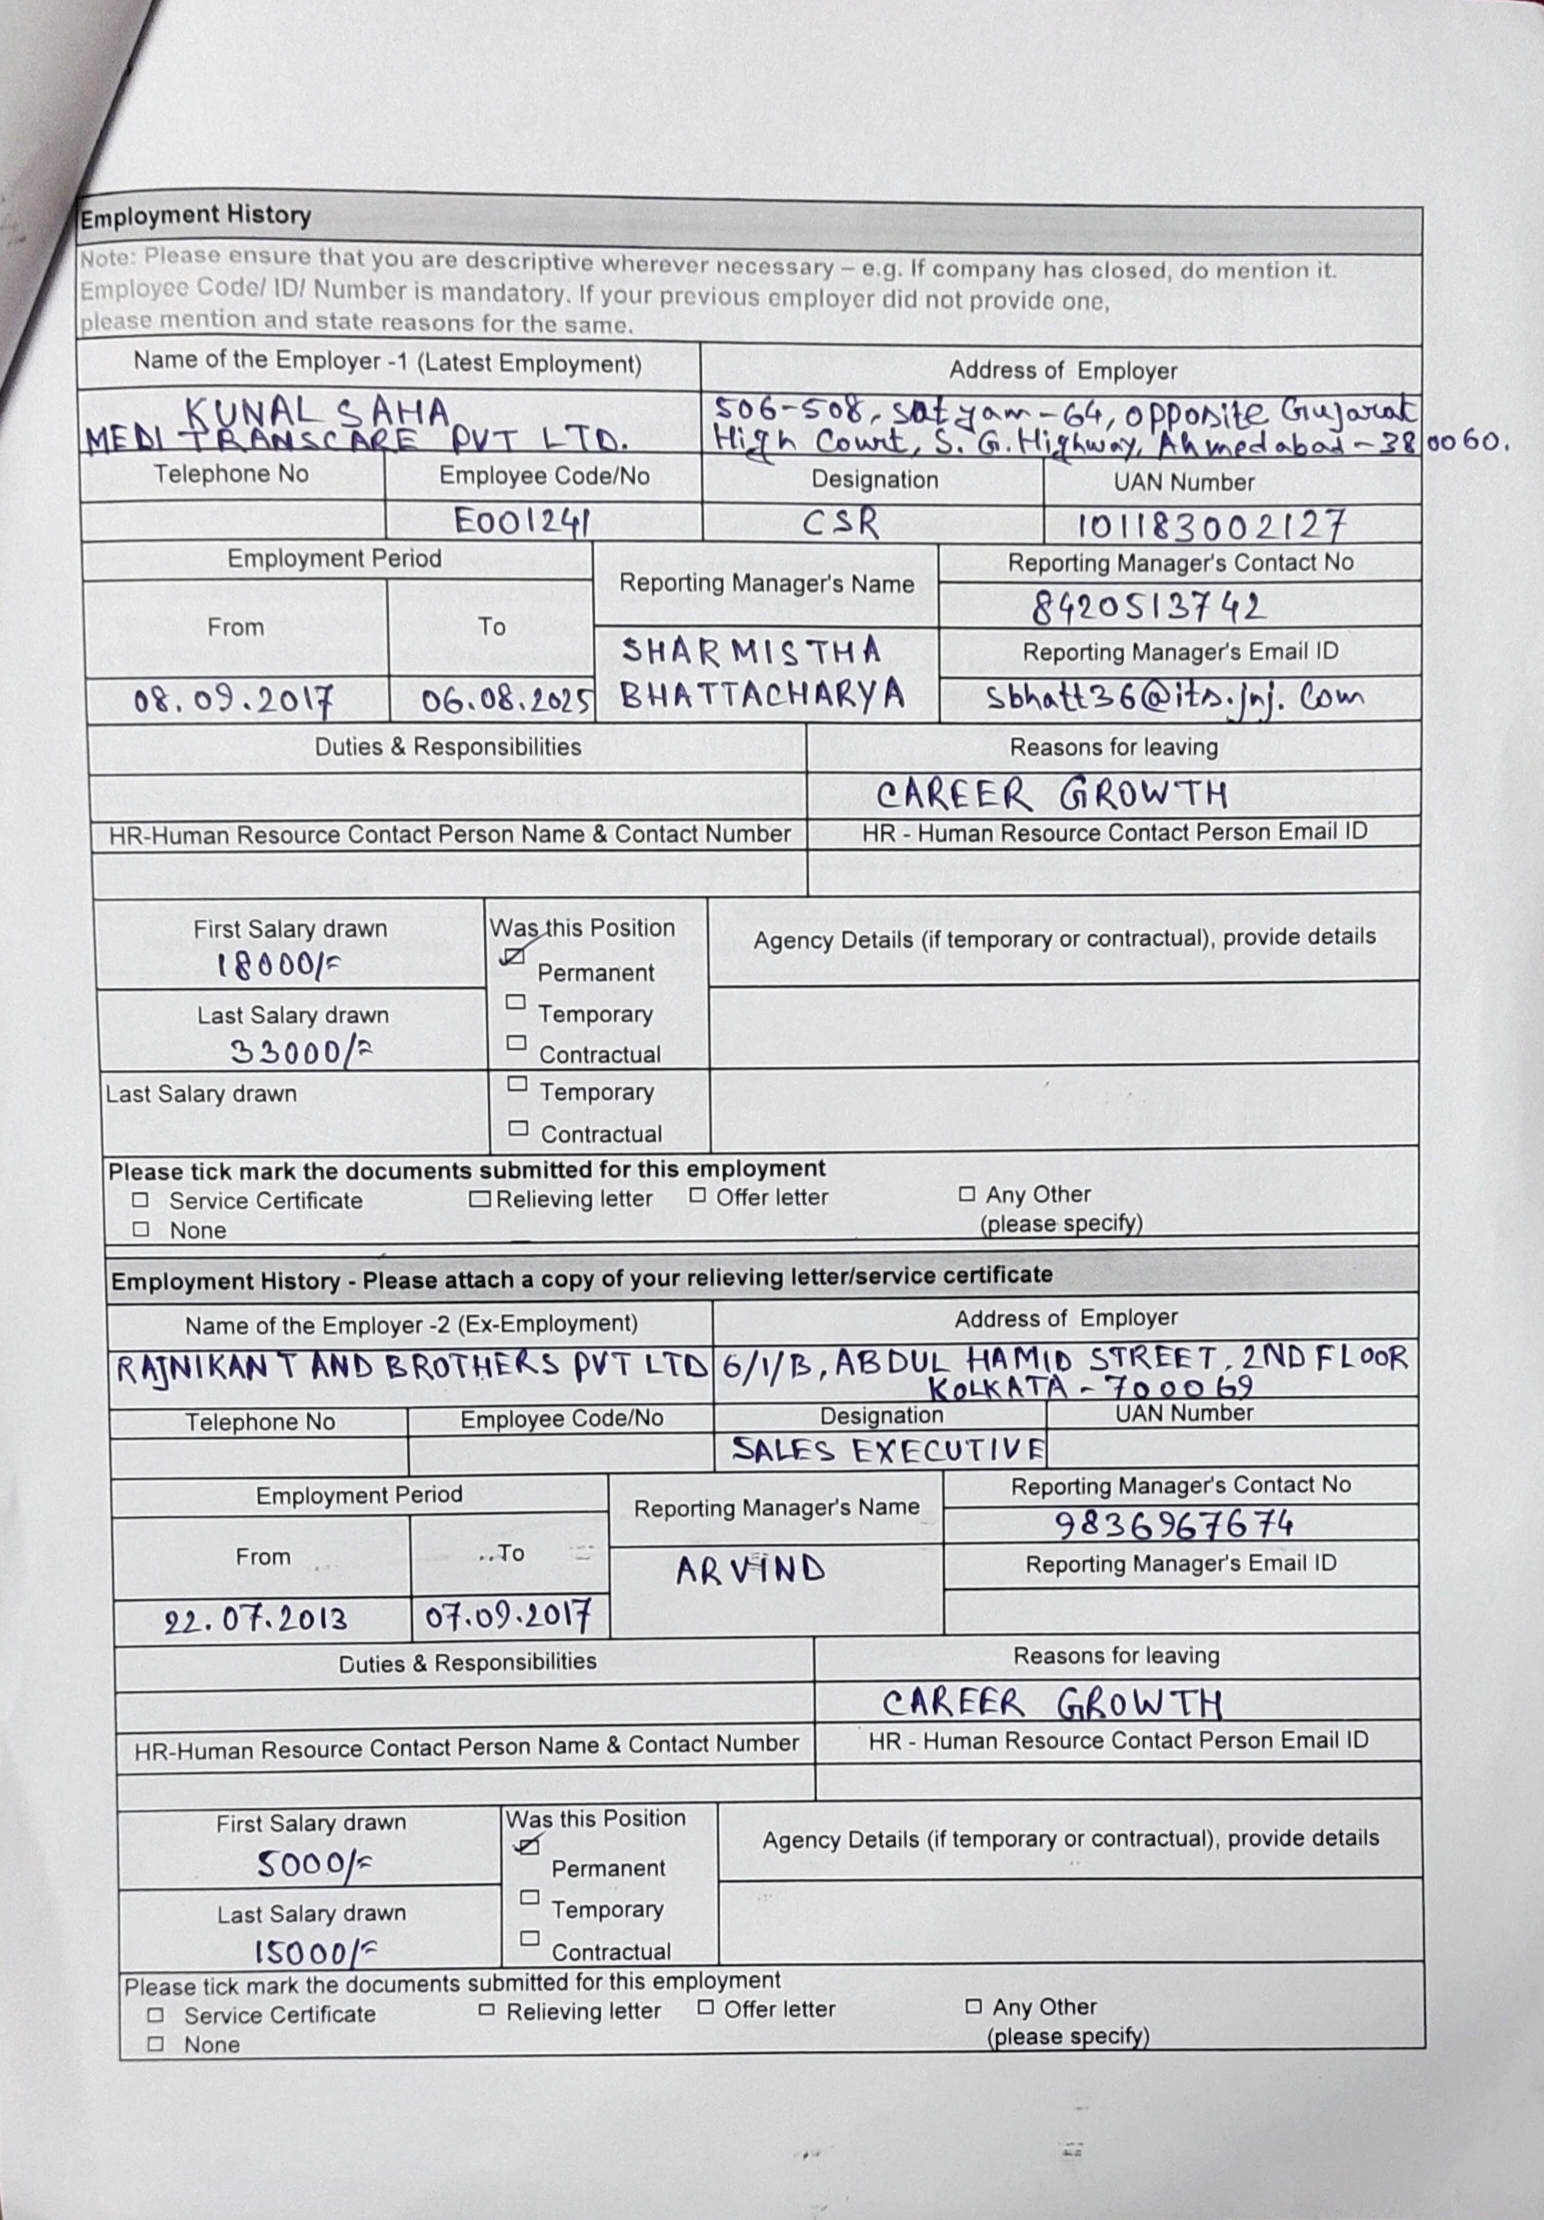 Employment History
Note: Please ensure that you are descriptive wherever necessary – e.g. If company has closed, do mention it.
Employee Code/ ID/ Number is mandatory. If your previous employer did not provide one,
please mention and state reasons for the same.
Name of the Employer -1 (Latest Employment) Address of Employer
KUNAL SAHA 506-508, Satyam-64, opposite Gujarat
MEDI TRANSCARE PVT LTD. High Court, S. G. Highway, Ahmedabad-380060.
Telephone No Employee Code/No Designation UAN Number
E001241 CSR 101183002127
Employment Period Reporting Manager's Name Reporting Manager's Contact No
8420513742
From To SHARMISTHA Reporting Manager's Email ID
08.09.2017 06.08.2025 BHATTACHARYA sbhatt36@its.jnj.com
Duties & Responsibilities Reasons for leaving
CAREER GROWTH
HR-Human Resource Contact Person Name & Contact Number HR - Human Resource Contact Person Email ID
First Salary drawn Was this Position Agency Details (if temporary or contractual), provide details
18000/= Permanent
Last Salary drawn Temporary
33000/= Contractual
Last Salary drawn Temporary
Contractual
Please tick mark the documents submitted for this employment
Service Certificate Relieving letter Offer letter Any Other
None (please specify)
Employment History - Please attach a copy of your relieving letter/service certificate
Name of the Employer -2 (Ex-Employment) Address of Employer
RAJNIKANT AND BROTHERS PVT LTD 6/1/B, ABDUL HAMID STREET, 2ND FLOOR
KOLKATA - 700069
Telephone No Employee Code/No Designation UAN Number
SALES EXECUTIVE
Employment Period Reporting Manager's Name Reporting Manager's Contact No
9836967674
From ..To ARVIND Reporting Manager's Email ID
22.07.2013 07.09.2017
Duties & Responsibilities Reasons for leaving
CAREER GROWTH
HR-Human Resource Contact Person Name & Contact Number HR - Human Resource Contact Person Email ID
First Salary drawn Was this Position Agency Details (if temporary or contractual), provide details
5000/= Permanent
Last Salary drawn Temporary
15000/= Contractual
Please tick mark the documents submitted for this employment
Service Certificate Relieving letter Offer letter Any Other
None (please specify)